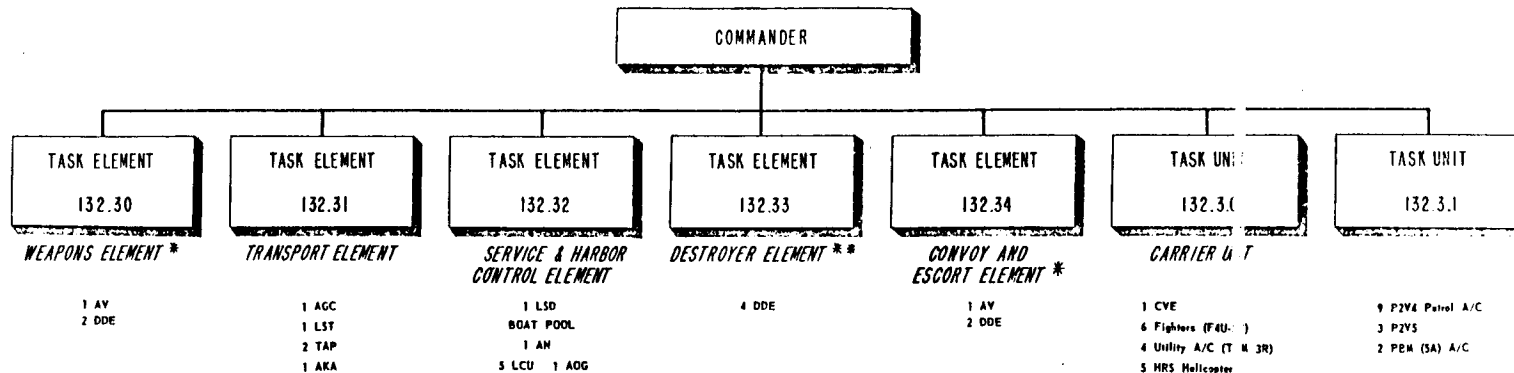 COMMANDER
TASK ELEMENT
132.30
WEAPONS ELEMENT *
1 AV
2 DDE
TASK ELEMENT
132.31
TRANSPORT ELEMENT
1 AGC
1 LST
2 TAP
1 AKA
TASK ELEMENT
132.32
SERVICE & HARBOR
CONTROL ELEMENT
1 LSD
BOAT POOL
1 AN
5 LCU 1 AOG
TASK ELEMENT
132.33
DESTROYER ELEMENT **
4 DDE
TASK ELEMENT
132.34
CONVOY AND
ESCORT ELEMENT *
1 AV
2 DDE
TASK
CARRIER
1 CVE
6 Fighters
4 Utility A/C
5 HRS Helicopter
TASK UNIT
132.3.1
9 P2V4 Patrol A/C
3 P2V5
2 PBM (5A) A/C